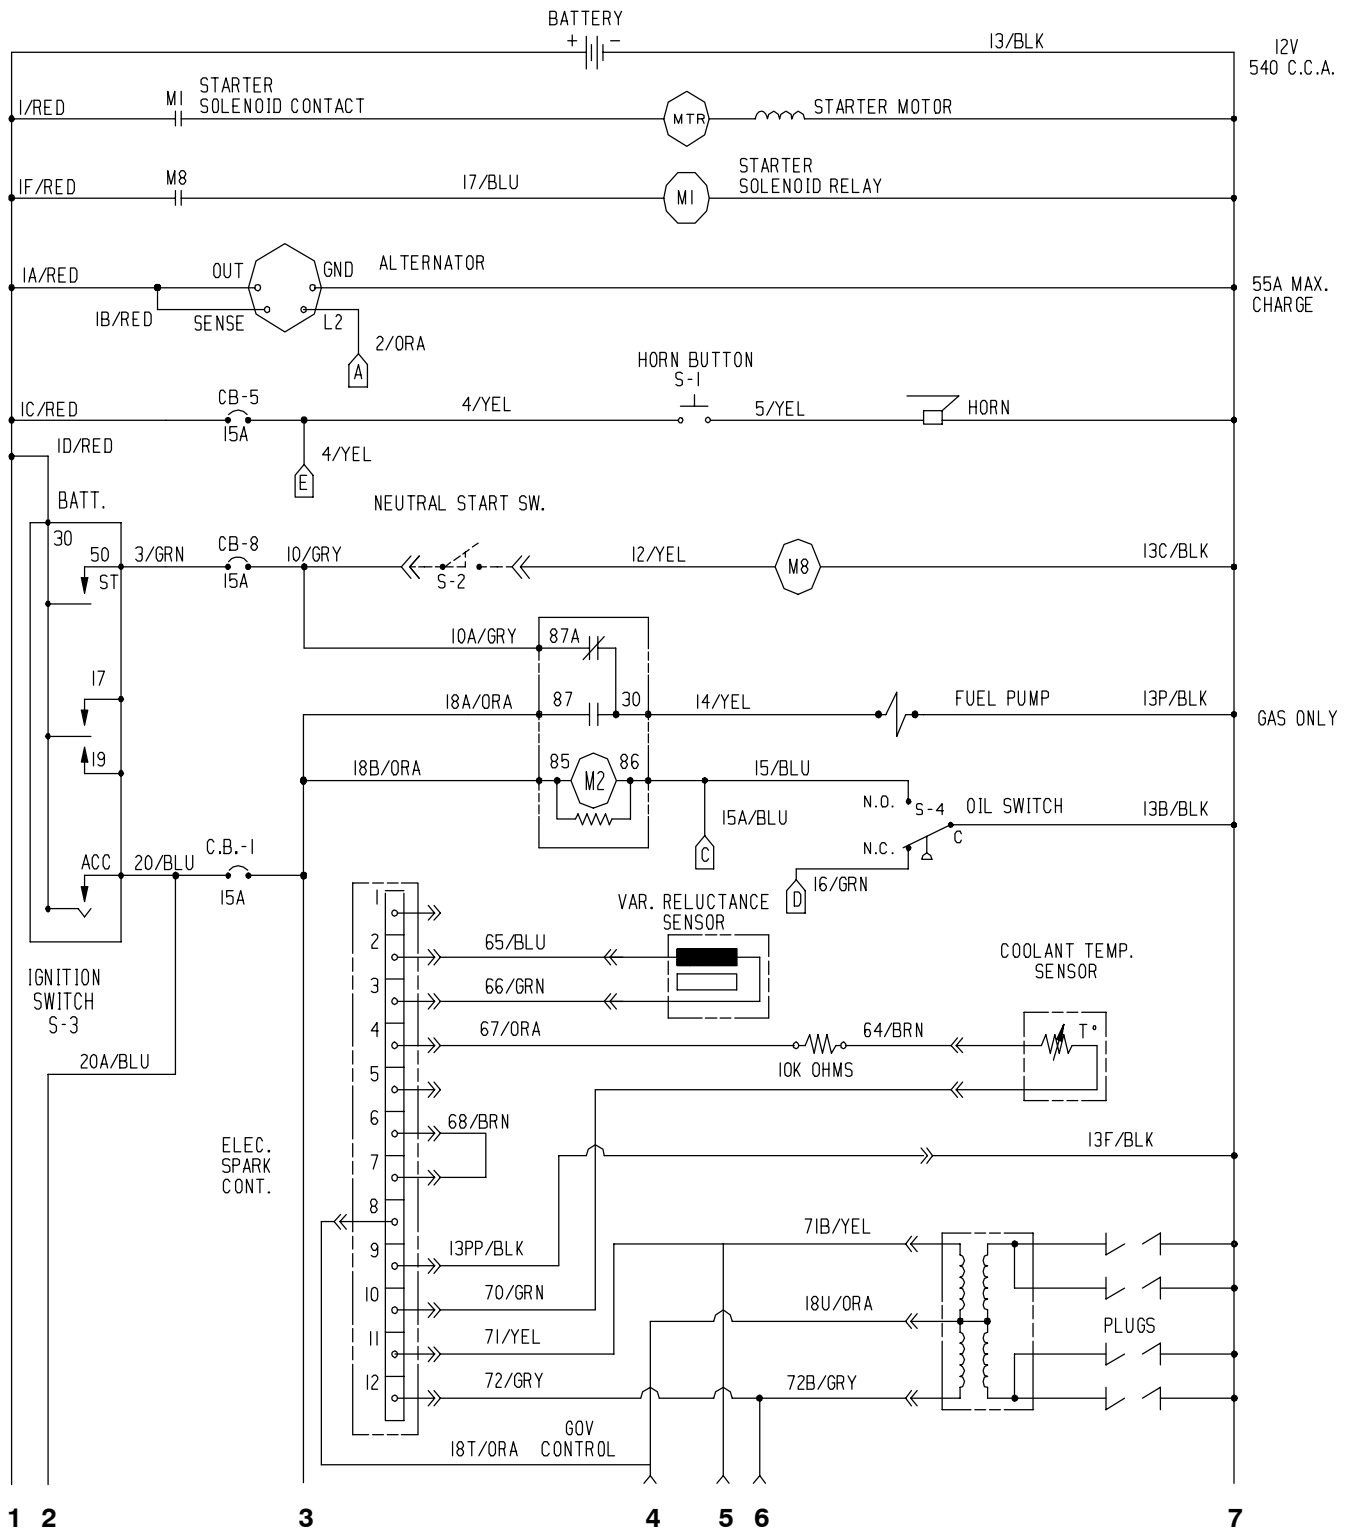 BATTERY
+ -
13/BLK
12V
540 C.C.A.
1/RED
M1
STARTER
SOLENOID CONTACT
MTR
STARTER MOTOR
1F/RED
M8
17/BLU
M1
STARTER
SOLENOID RELAY
1A/RED
OUT
GND
ALTERNATOR
55A MAX.
CHARGE
1B/RED
SENSE
L2
2/ORA
A
HORN BUTTON
S-1
1C/RED
CB-5
15A
4/YEL
5/YEL
HORN
1D/RED
4/YEL
E
BATT.
NEUTRAL START SW.
30
50
ST
3/GRN
CB-8
15A
10/GRY
S-2
12/YEL
M8
13C/BLK
10A/GRY
87A
17
18A/ORA
87
30
14/YEL
FUEL PUMP
13P/BLK
GAS ONLY
19
18B/ORA
85
M2
86
15/BLU
N.O.
S-4
OIL SWITCH
13B/BLK
15A/BLU
C
N.C.
C
ACC
20/BLU
C.B.-1
15A
D
16/GRN
1
VAR. RELUCTANCE
SENSOR
2
65/BLU
COOLANT TEMP.
SENSOR
IGNITION
SWITCH
S-3
3
66/GRN
4
67/ORA
64/BRN
T°
10K OHMS
20A/BLU
5
6
68/BRN
ELEC.
SPARK
CONT.
7
13F/BLK
8
71B/YEL
9
13PP/BLK
10
70/GRN
18U/ORA
11
71/YEL
PLUGS
12
72/GRY
72B/GRY
18T/ORA
GOV
CONTROL
1 2 3 4 5 6 7